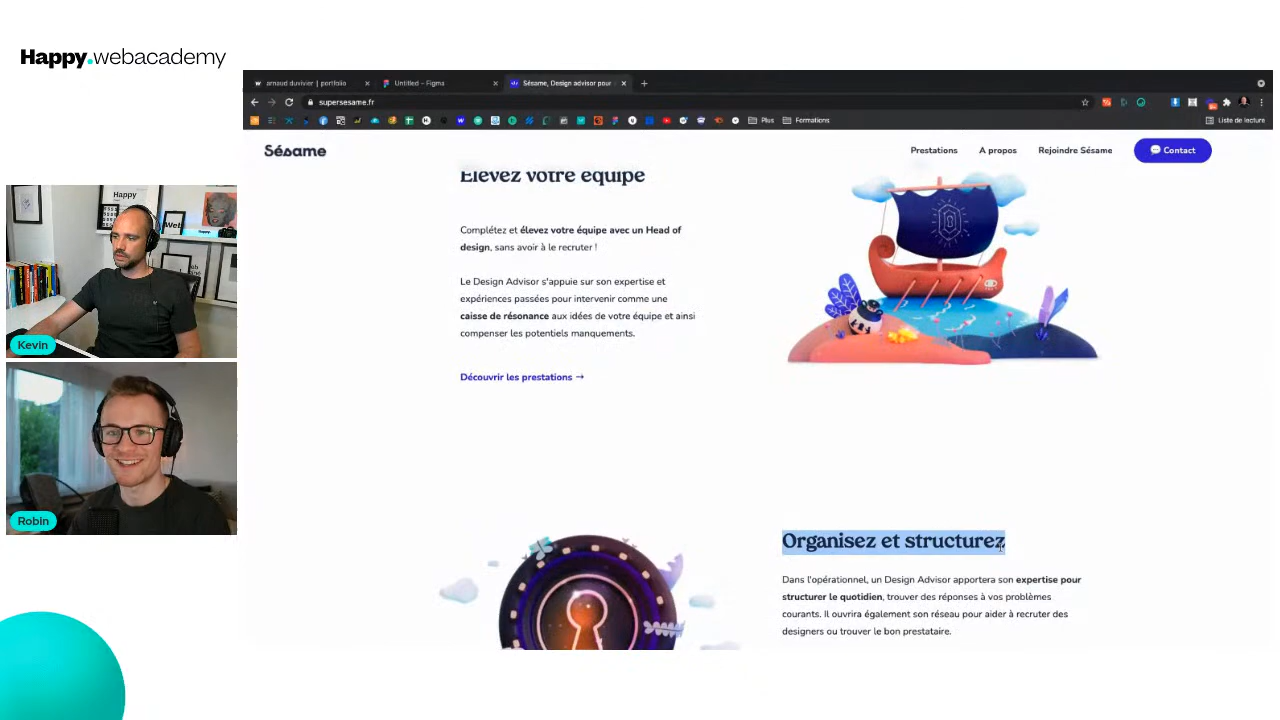 Happy.webacademy
arnaud duvivier | portfolio
Untitled – Figma
Sésame, Design advisor pour
supersesame.fr
Plus
Formations
Liste de lecture
Sésame
Prestations
A propos
Rejoindre Sésame
Contact
Élevez votre équipe
Complétez et élevez votre équipe avec un Head of
design, sans avoir à le recruter !
Le Design Advisor s'appuie sur son expertise et
expériences passées pour intervenir comme une
caisse de résonance aux idées de votre équipe et ainsi
compenser les potentiels manquements.
Découvrir les prestations →
Organisez et structurez
Dans l'opérationnel, un Design Advisor apportera son expertise pour
structurer le quotidien, trouver des réponses à vos problèmes
courants. Il ouvrira également son réseau pour aider à recruter des
designers ou trouver le bon prestataire.
Happy
Web
Kevin
Robin